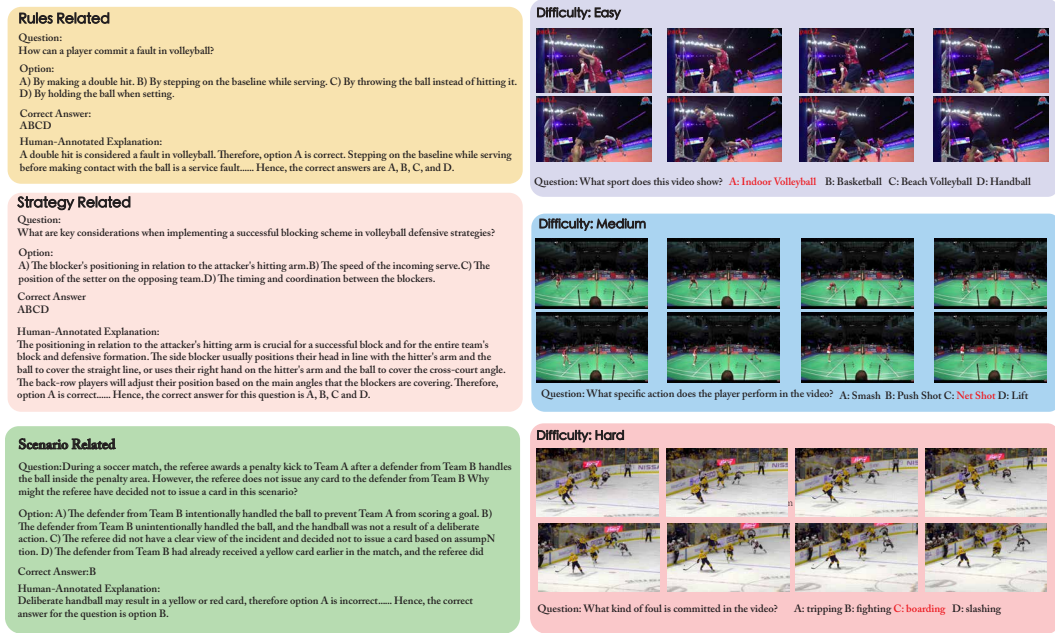 Rules Related
Question:
How can a player commit a fault in volleyball?
Option:
A) By making a double hit. B) By stepping on the baseline while serving. C) By throwing the ball instead of hitting it.
D) By holding the ball when setting.
Correct Answer:
ABCD
Human-Annotated Explanation:
A double hit is considered a fault in volleyball. Therefore, option A is correct. Stepping on the baseline while serving
before making contact with the ball is a service fault...... Hence, the correct answers are A, B, C, and D.
Strategy Related
Question:
What are key considerations when implementing a successful blocking scheme in volleyball defensive strategies?
Option:
A) The blocker's positioning in relation to the attacker's hitting arm.B) The speed of the incoming serve.C) The
position of the setter on the opposing team.D) The timing and coordination between the blockers.
Correct Answer
ABCD
Human-Annotated Explanation:
The positioning in relation to the attacker's hitting arm is crucial for a successful block and for the entire team's
block and defensive formation. The side blocker usually positions their head in line with the hitter's arm and the
ball to cover the straight line, or uses their right hand on the hitter's arm and the ball to cover the cross-court angle.
The back-row players will adjust their position based on the main angles that the blockers are covering. Therefore,
option A is correct...... Hence, the correct answer for this question is A, B, C and D.
Scenario Related
Question:During a soccer match, the referee awards a penalty kick to Team A after a defender from Team B handles
the ball inside the penalty area. However, the referee does not issue any card to the defender from Team B Why
might the referee have decided not to issue a card in this scenario?
Option: A) The defender from Team B intentionally handled the ball to prevent Team A from scoring a goal. B)
The defender from Team B unintentionally handled the ball, and the handball was not a result of a deliberate
action. C) The referee did not have a clear view of the incident and decided not to issue a card based on assumpN
tion. D) The defender from Team B had already received a yellow card earlier in the match, and the referee did
Correct Answer:B
Human-Annotated Explanation:
Deliberate handball may result in a yellow or red card, therefore option A is incorrect...... Hence, the correct
answer for the question is option B.
Difficulty: Easy
Question: What sport does this video show? A: Indoor Volleyball B: Basketball C: Beach Volleyball D: Handball
Difficulty: Medium
Question: What specific action does the player perform in the video? A: Smash B: Push Shot C: Net Shot D: Lift
Difficulty: Hard
NISSA
Question: What kind of foul is committed in the video? A: tripping B: fighting C: boarding D: slashing